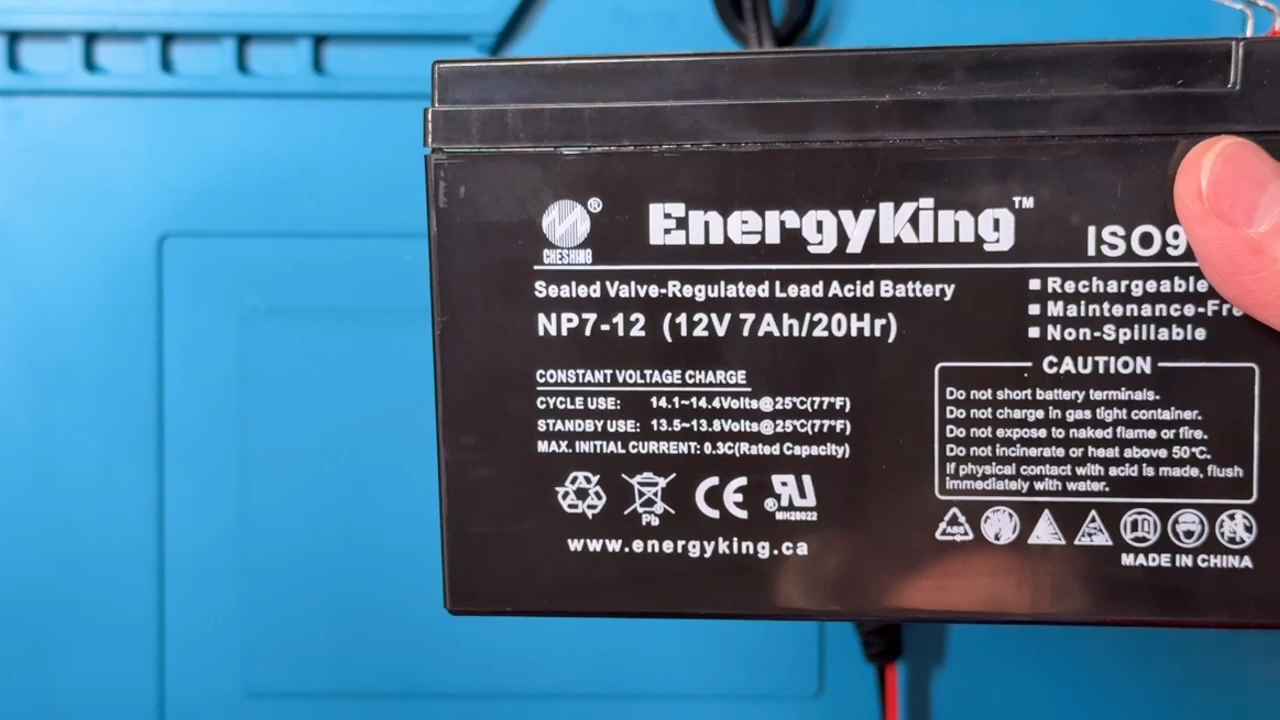 ®
CHESHING
EnergyKing™
ISO9
Sealed Valve-Regulated Lead Acid Battery
NP7-12 (12V 7Ah/20Hr)
Rechargeable
Maintenance-Fre
Non-Spillable
CONSTANT VOLTAGE CHARGE
CYCLE USE: 14.1~14.4Volts@25℃(77°F)
STANDBY USE: 13.5~13.8Volts@25℃(77°F)
MAX. INITIAL CURRENT: 0.3C(Rated Capacity)
CAUTION
Do not short battery terminals.
Do not charge in gas tight container.
Do not expose to naked flame or fire.
Do not incinerate or heat above 50℃.
If physical contact with acid is made, flush
immediately with water.
Pb
CE
®
MH28022
ABS
www.energyking.ca
MADE IN CHINA